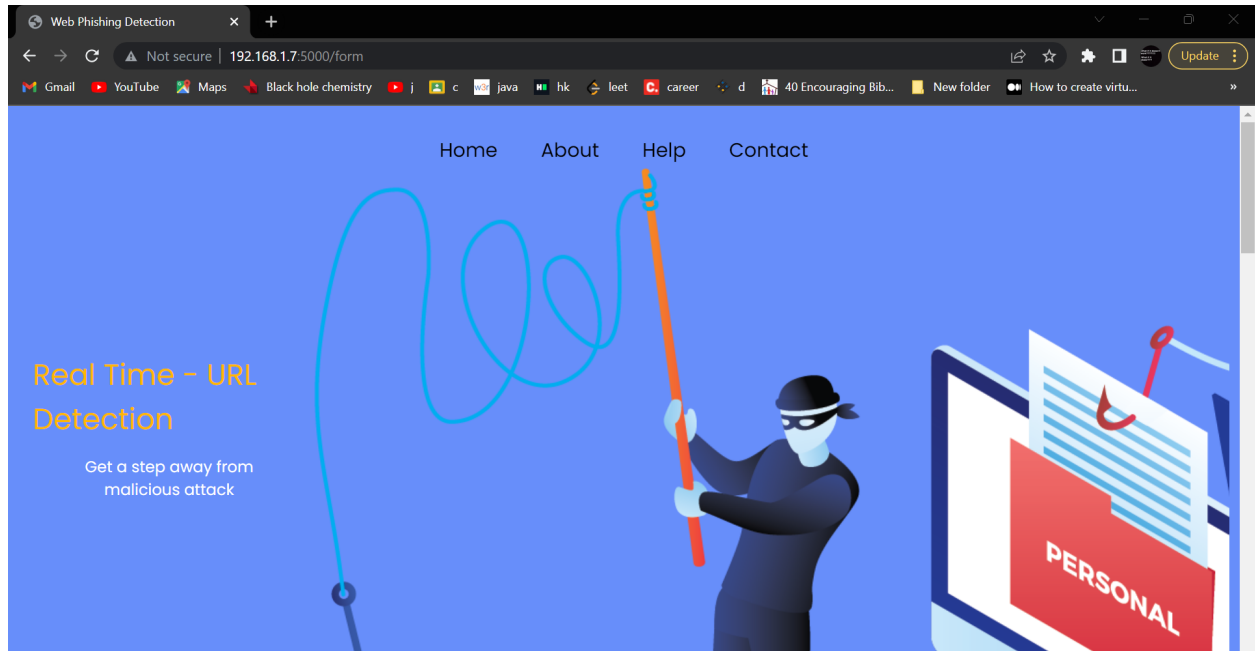 Web Phishing Detection
Not secure | 192.168.1.7:5000/form
Update
Gmail YouTube Maps Black hole chemistry j c w3r java hk leet C. career d 40 Encouraging Bib... New folder How to create virtu... »
Home About Help Contact
Real Time - URL
Detection
Get a step away from
malicious attack
PERSONAL